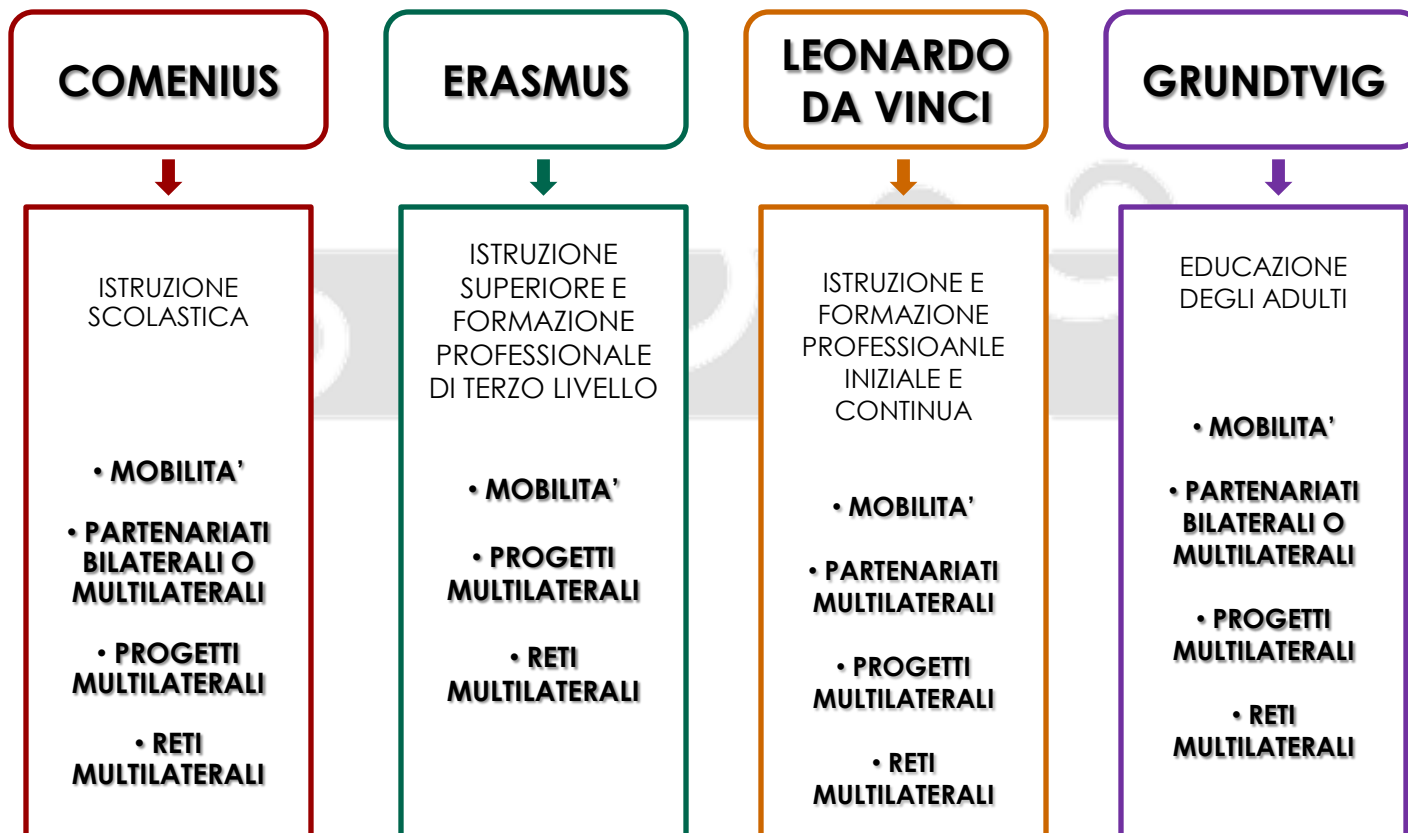 COMENIUS
ISTRUZIONE
SCOLASTICA
• MOBILITA’
• PARTENARIATI
BILATERALI O
MULTILATERALI
• PROGETTI
MULTILATERALI
• RETI
MULTILATERALI
ERASMUS
ISTRUZIONE
SUPERIORE E
FORMAZIONE
PROFESSIONALE
DI TERZO LIVELLO
• MOBILITA’
• PROGETTI
MULTILATERALI
• RETI
MULTILATERALI
LEONARDO
DA VINCI
ISTRUZIONE E
FORMAZIONE
PROFESSIOANLE
INIZIALE E
CONTINUA
• MOBILITA’
• PARTENARIATI
MULTILATERALI
• PROGETTI
MULTILATERALI
• RETI
MULTILATERALI
GRUNDTVIG
EDUCAZIONE
DEGLI ADULTI
• MOBILITA’
• PARTENARIATI
BILATERALI O
MULTILATERALI
• PROGETTI
MULTILATERALI
• RETI
MULTILATERALI